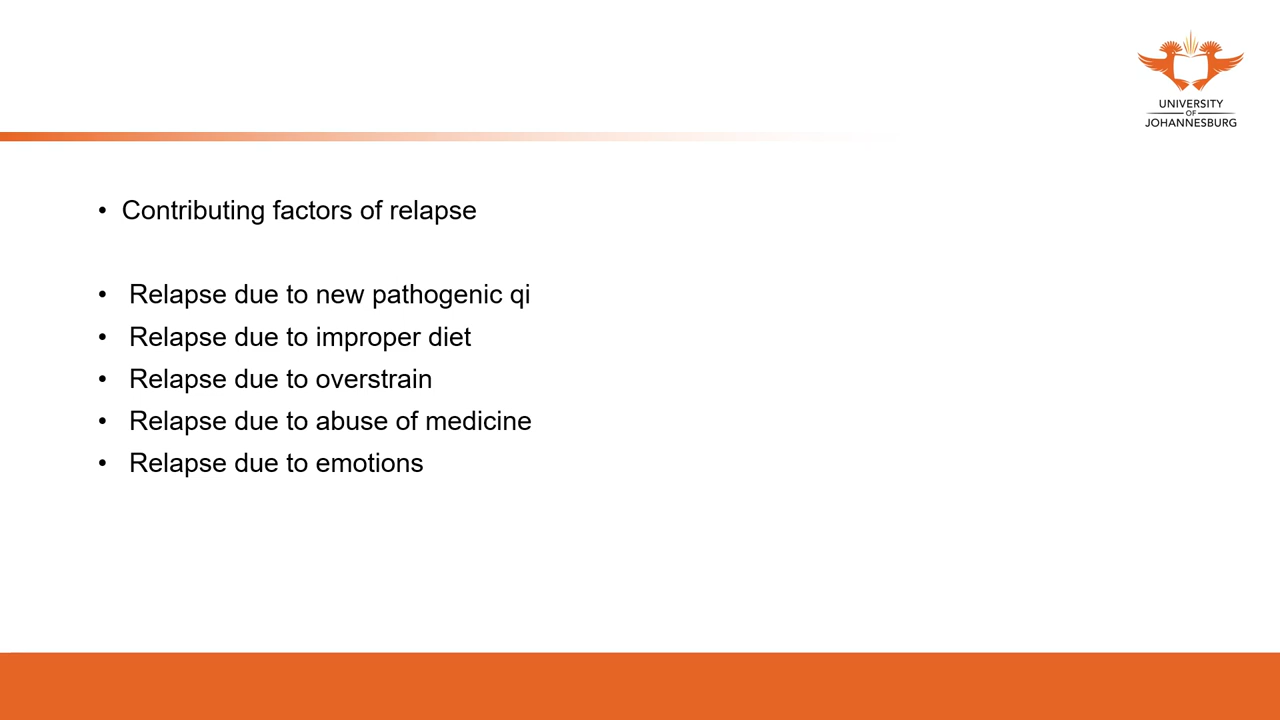 UNIVERSITY
OF
JOHANNESBURG
• Contributing factors of relapse
• Relapse due to new pathogenic qi
• Relapse due to improper diet
• Relapse due to overstrain
• Relapse due to abuse of medicine
• Relapse due to emotions